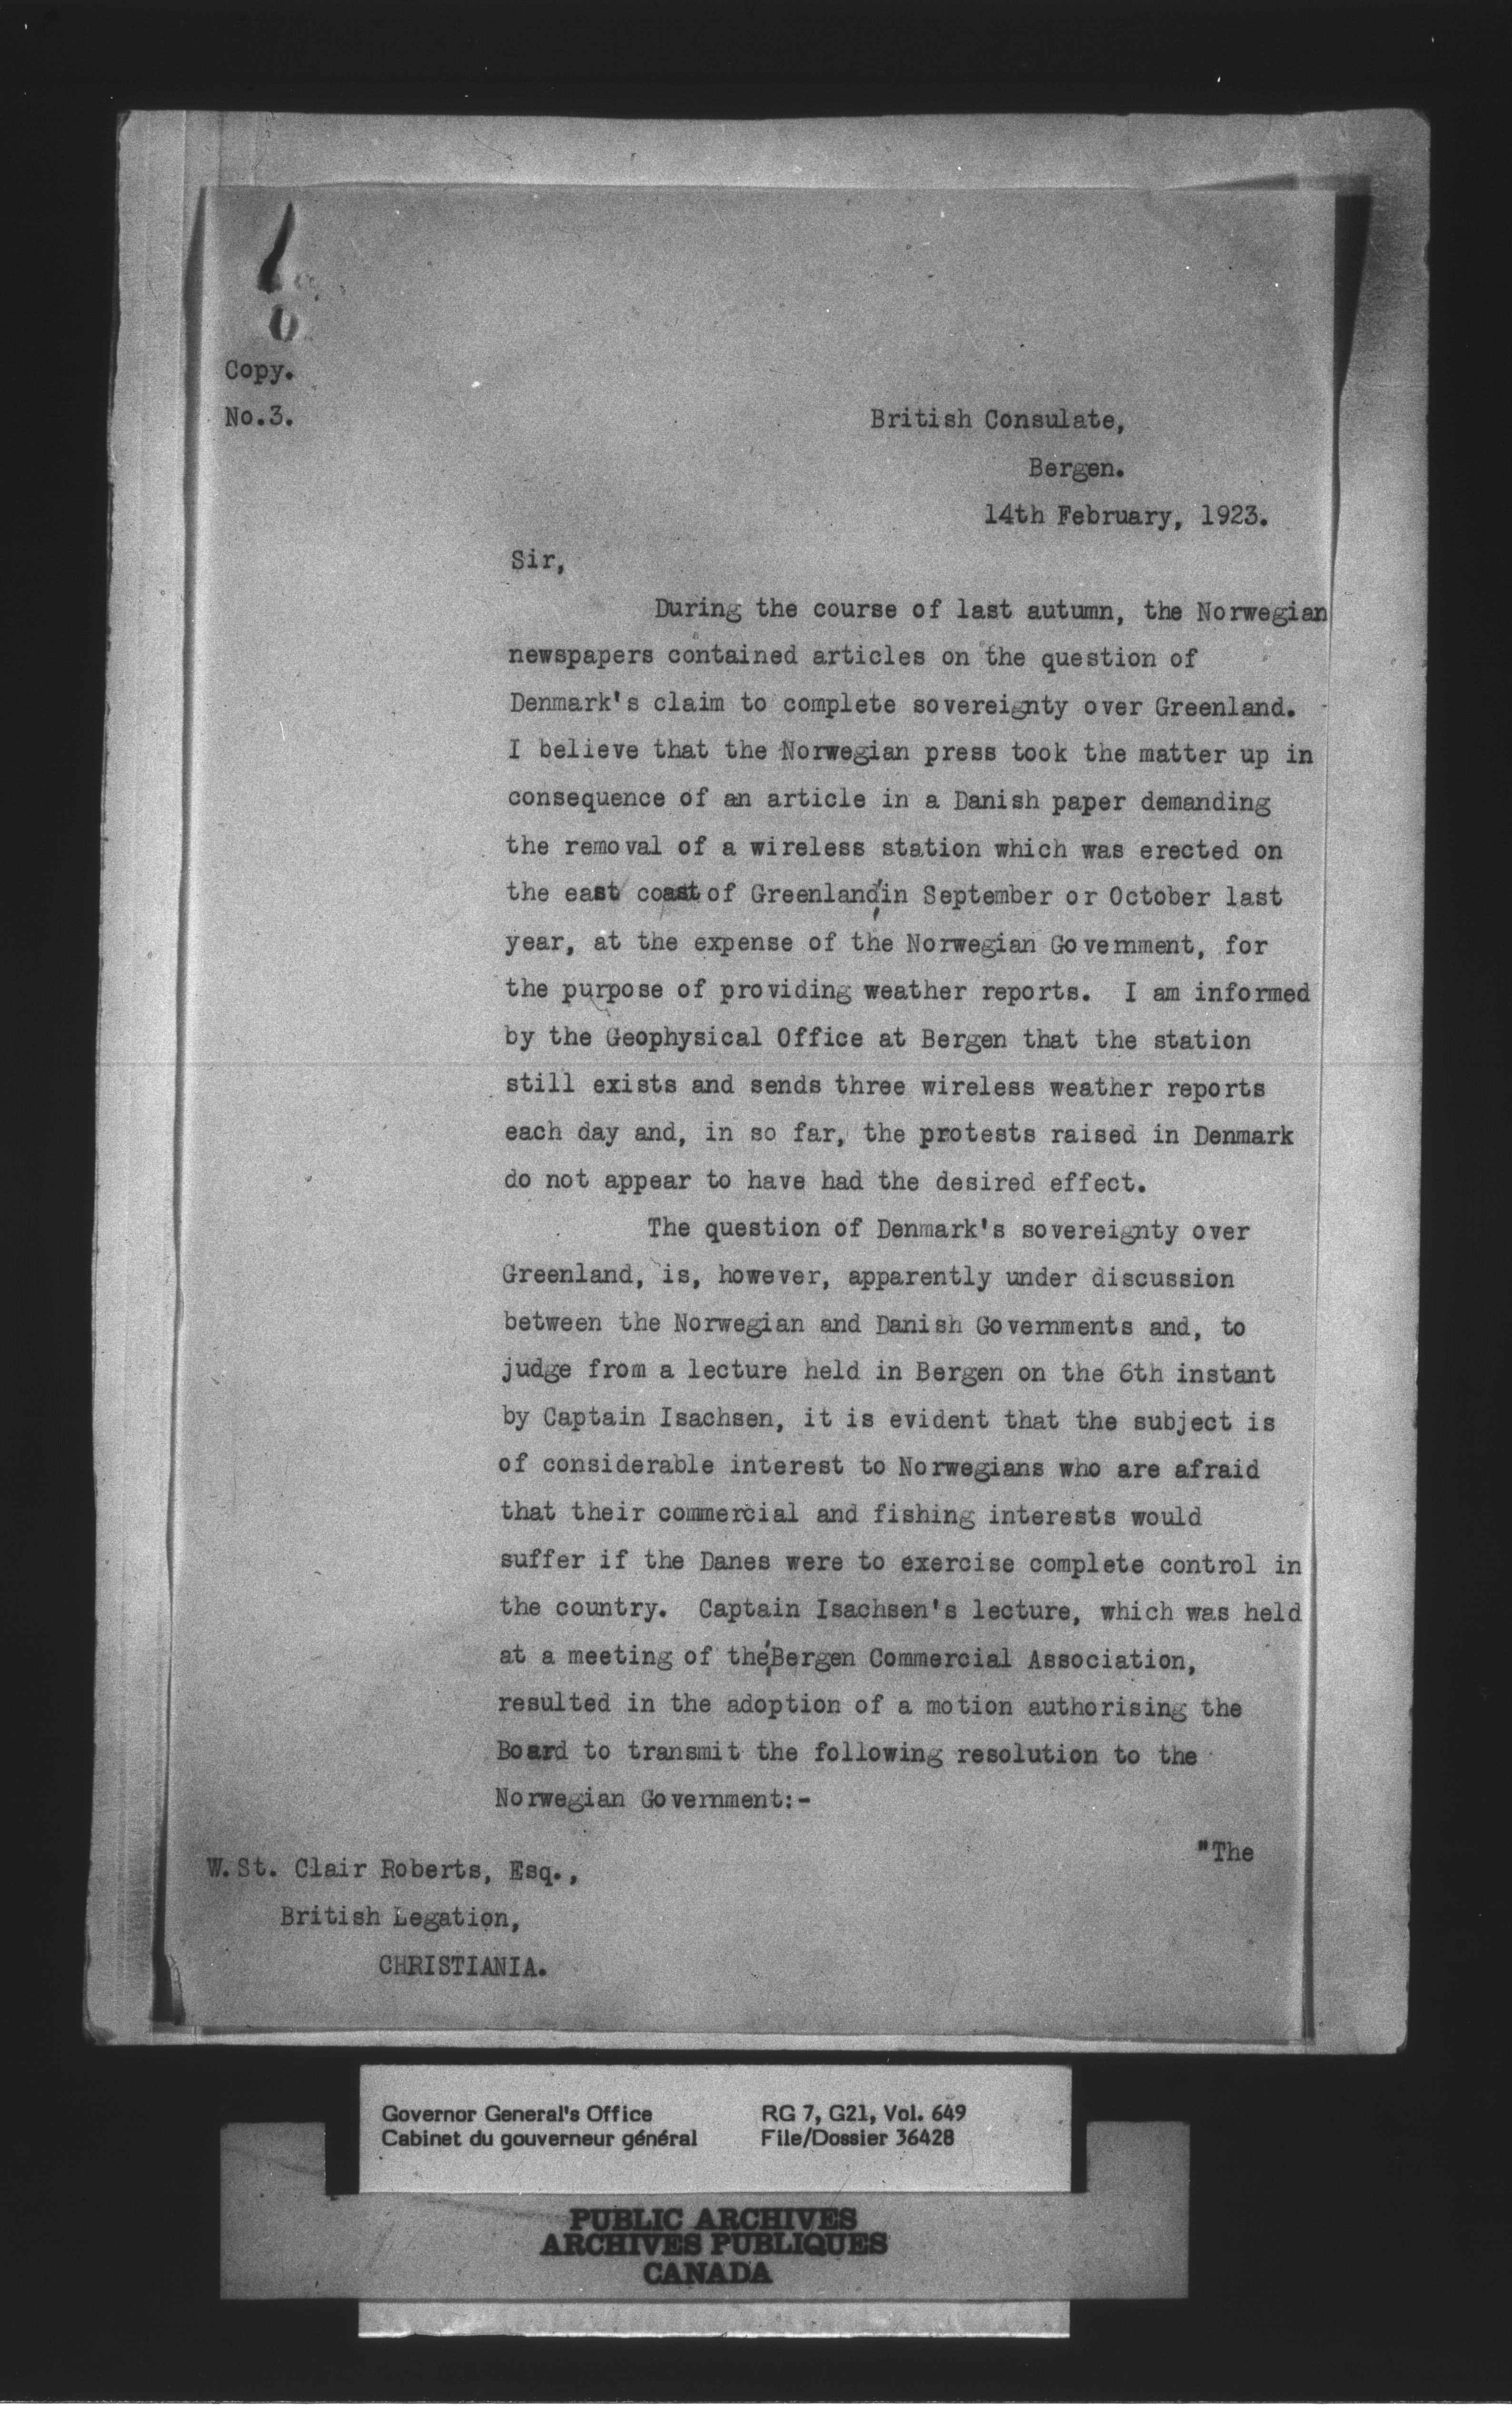 Copy.
No.3.
British Consulate,
Bergen.
14th February, 1923.
Sir,
During the course of last autumn, the Norwegian
newspapers contained articles on the question of
Denmark's claim to complete sovereignty over Greenland.
I believe that the Norwegian press took the matter up in
consequence of an article in a Danish paper demanding
the removal of a wireless station which was erected on
the east coast of Greenland in September or October last
year, at the expense of the Norwegian Government, for
the purpose of providing weather reports. I am informed
by the Geophysical Office at Bergen that the station
still exists and sends three wireless weather reports
each day and, in so far, the protests raised in Denmark
do not appear to have had the desired effect.
The question of Denmark's sovereignty over
Greenland, is, however, apparently under discussion
between the Norwegian and Danish Governments and, to
judge from a lecture held in Bergen on the 6th instant
by Captain Isachsen, it is evident that the subject is
of considerable interest to Norwegians who are afraid
that their commercial and fishing interests would
suffer if the Danes were to exercise complete control in
the country. Captain Isachsen's lecture, which was held
at a meeting of the Bergen Commercial Association,
resulted in the adoption of a motion authorising the
Board to transmit the following resolution to the
Norwegian Government:-
"The
W. St. Clair Roberts, Esq.,
British Legation,
CHRISTIANIA.
Governor General's Office RG 7, G21, Vol. 649
Cabinet du gouverneur général File/Dossier 36428
PUBLIC ARCHIVES
ARCHIVES PUBLIQUES
CANADA